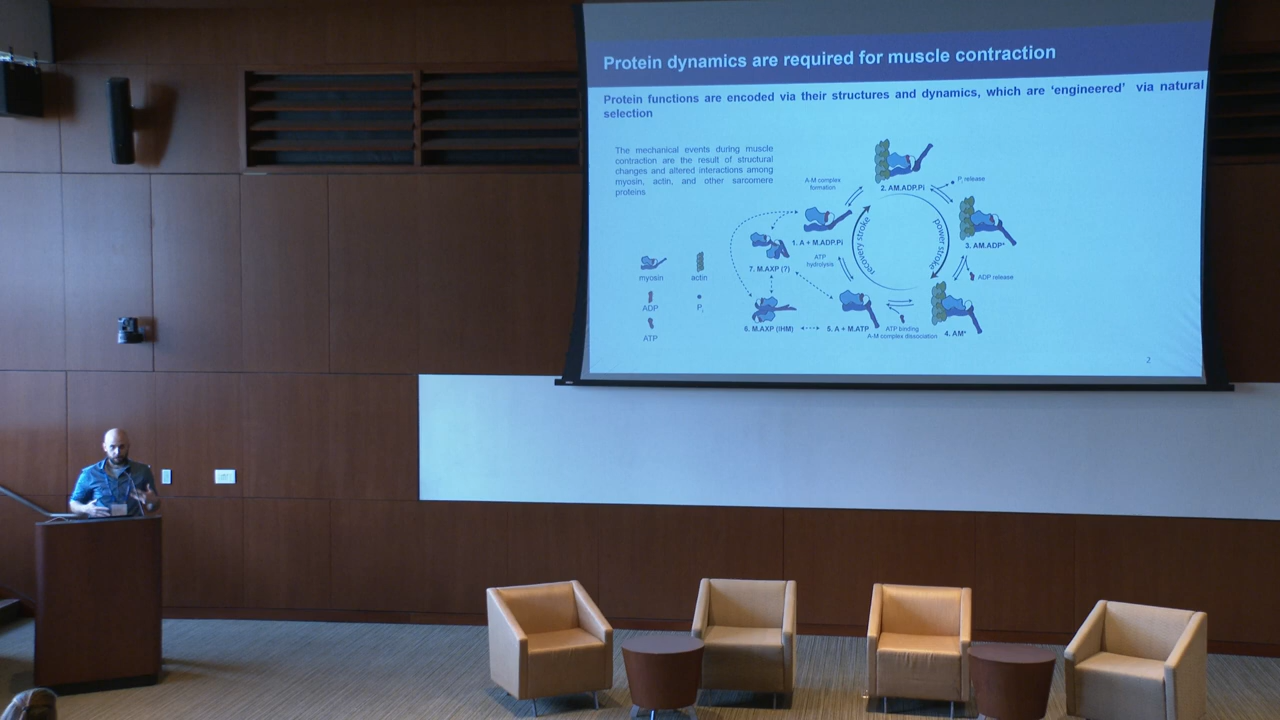 Protein dynamics are required for muscle contraction
Protein functions are encoded via their structures and dynamics, which are ‘engineered’ via natural
selection
The mechanical events during muscle
contraction are the result of structural
changes and altered interactions among
myosin, actin, and other sarcomere
proteins
A-M complex
formation
2. AM.ADP.Pi
Pi release
1. A + M.ADP.Pi
recovery stroke
power stroke
3. AM.ADP*
ATP
hydrolysis
7. M.AXP (?)
ADP release
myosin
actin
ADP
Pi
ATP
6. M.AXP (IHM)
5. A + M.ATP
ATP binding
A-M complex dissociation
4. AM*
2